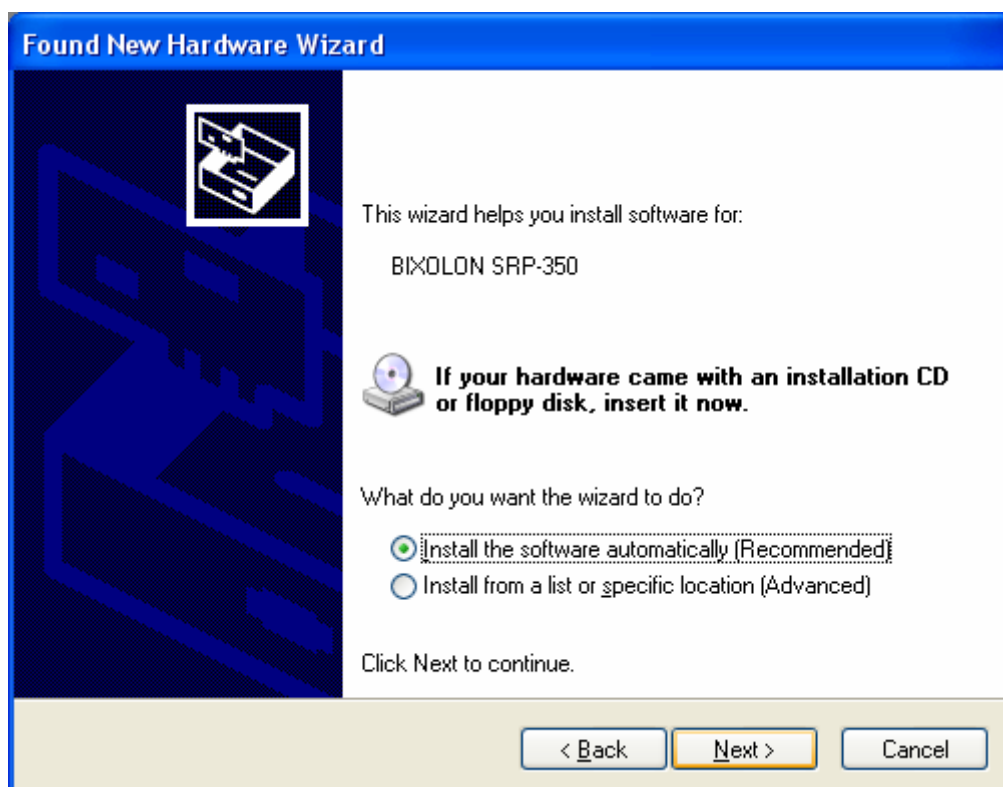 Found New Hardware Wizard
This wizard helps you install software for:
BIXOLON SRP-350
If your hardware came with an installation CD
or floppy disk, insert it now.
What do you want the wizard to do?
Install the software automatically (Recommended)
Install from a list or specific location (Advanced)
Click Next to continue.
< Back Next > Cancel